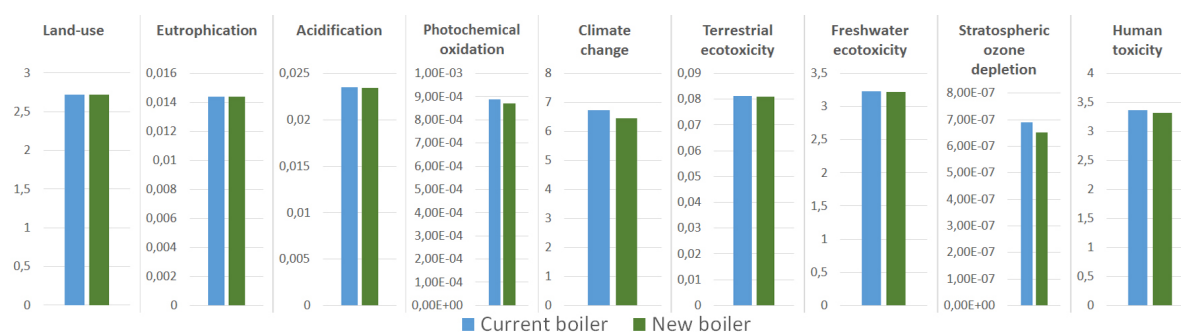 Land-use
3
2,5
2
1,5
1
0,5
0
Eutrophication
0,016
0,014
0,012
0,01
0,008
0,006
0,004
0,002
0
Acidification
0,025
0,02
0,015
0,01
0,005
0
Photochemical
oxidation
1,00E-03
9,00E-04
8,00E-04
7,00E-04
6,00E-04
5,00E-04
4,00E-04
3,00E-04
2,00E-04
1,00E-04
0,00E+00
Climate
change
8
7
6
5
4
3
2
1
0
Terrestrial
ecotoxicity
0,09
0,08
0,07
0,06
0,05
0,04
0,03
0,02
0,01
0
Freshwater
ecotoxicity
3,5
3
2,5
2
1,5
1
0,5
0
Stratospheric
ozone
depletion
8,00E-07
7,00E-07
6,00E-07
5,00E-07
4,00E-07
3,00E-07
2,00E-07
1,00E-07
0,00E+00
Human
toxicity
4
3,5
3
2,5
2
1,5
1
0,5
0
Current boiler
New boiler